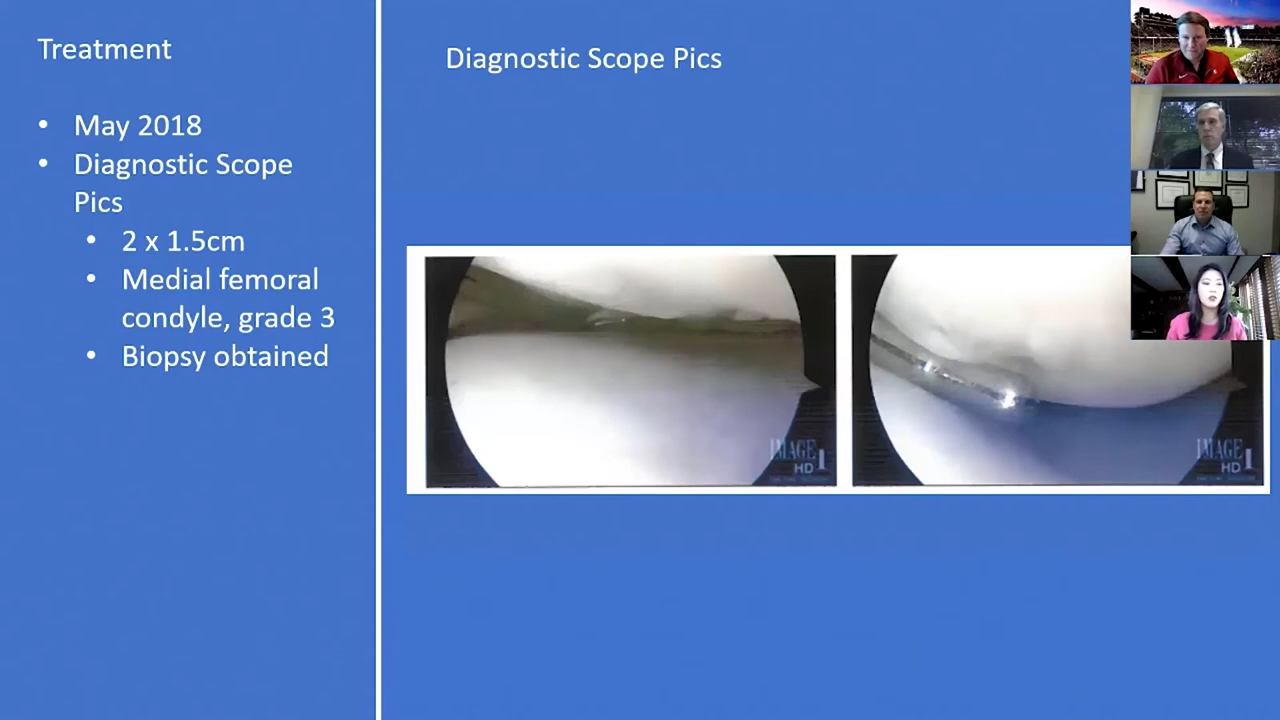 Treatment
• May 2018
• Diagnostic Scope
Pics
• 2 x 1.5cm
• Medial femoral
condyle, grade 3
• Biopsy obtained
Diagnostic Scope Pics
IMAGE 1
HD
IMAGE 1
HD